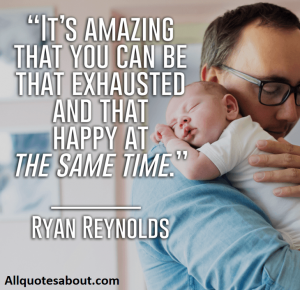 “It’s amazing
that you can be
that exhausted
and that
happy at
the same time.”
Ryan Reynolds
Allquotesabout.com